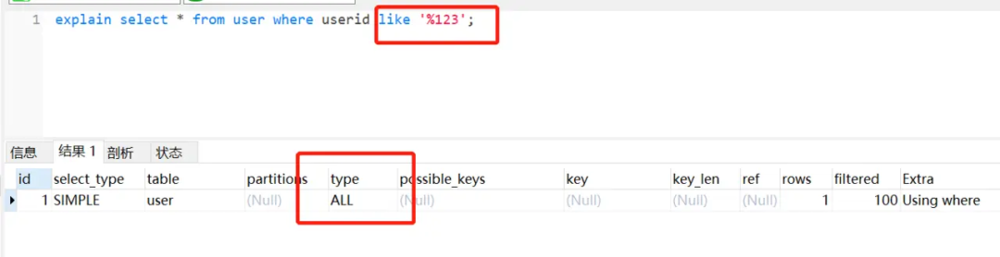 1 explain select * from user where userid like '%123';
信息 结果 1 剖析 状态
id select_type table partitions type possible_keys key key_len ref rows filtered Extra
1 SIMPLE user (Null) ALL (Null) (Null) (Null) (Null) 1 100 Using where